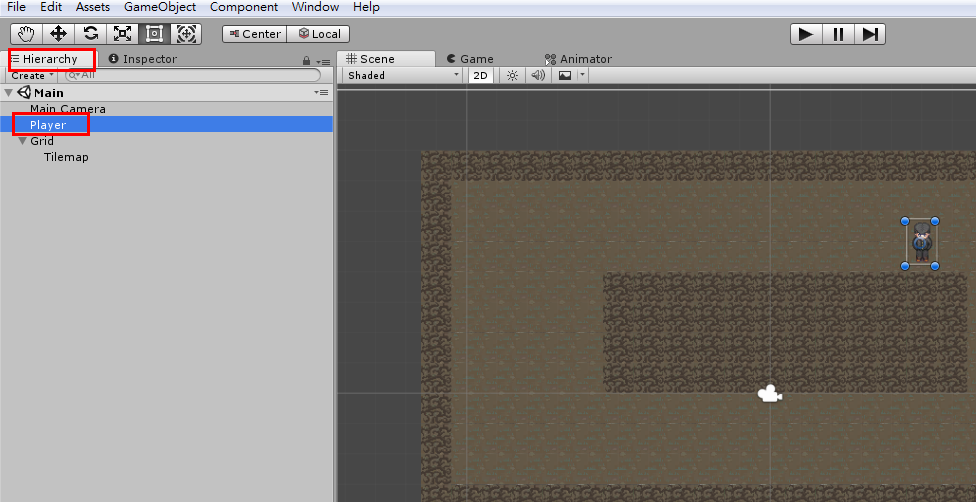 File Edit Assets GameObject Component Window Help
Center Local
Hierarchy Inspector Scene Game Animator
Create All Shaded 2D
Main
Main Camera
Player
Grid
Tilemap